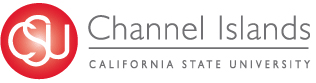 CSU Channel Islands
CALIFORNIA STATE UNIVERSITY